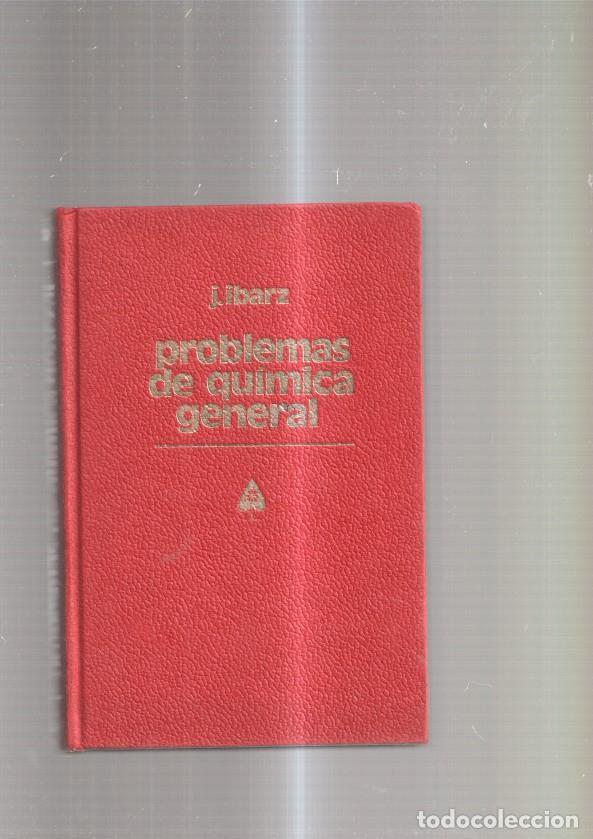 j. ibarz
problemas
de química
general
todocoleccion